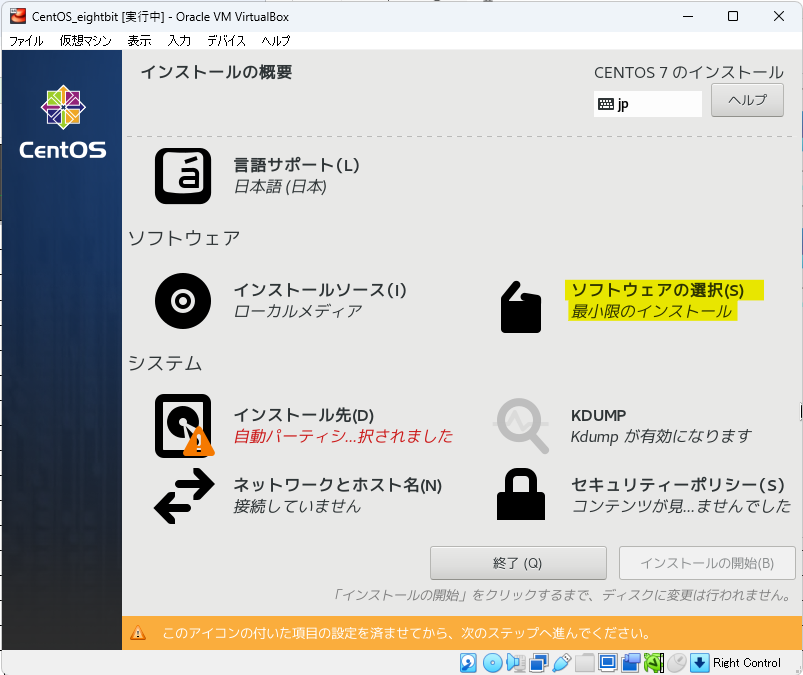 CentOS_eightbit [実行中] - Oracle VM VirtualBox
ファイル 仮想マシン 表示 入力 デバイス ヘルプ
インストールの概要
CENTOS 7 のインストール
jp
ヘルプ
CentOS
á
言語サポート(L)
日本語 (日本)
ソフトウェア
インストールソース(I)
ローカルメディア
ソフトウェアの選択(S)
最小限のインストール
システム
インストール先(D)
自動パーティシ...択されました
KDUMP
Kdump が有効になります
ネットワークとホスト名(N)
接続していません
セキュリティーポリシー(S)
コンテンツが見...ませんでした
終了 (Q)
インストールの開始(B)
「インストールの開始」をクリックするまで、ディスクに変更は行われません。
このアイコンの付いた項目の設定を済ませてから、次のステップへ進んでください。
Right Control